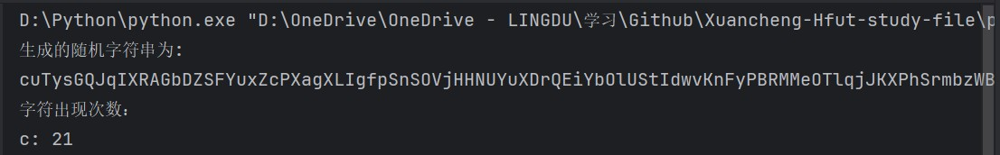 D:\Python\python.exe "D:\OneDrive\OneDrive - LINGDU\学习\Github\Xuancheng-Hfut-study-file\p
生成的随机字符串为:
cuTysGQJqIXRAGbDZSFYuxZcPXagXLIgfpSnSOVjHHNUYuXDrQEiYbOlUStIdwvKnFyPBRMMeOTlqjJKXPhSrmbzWB
字符出现次数:
c: 21